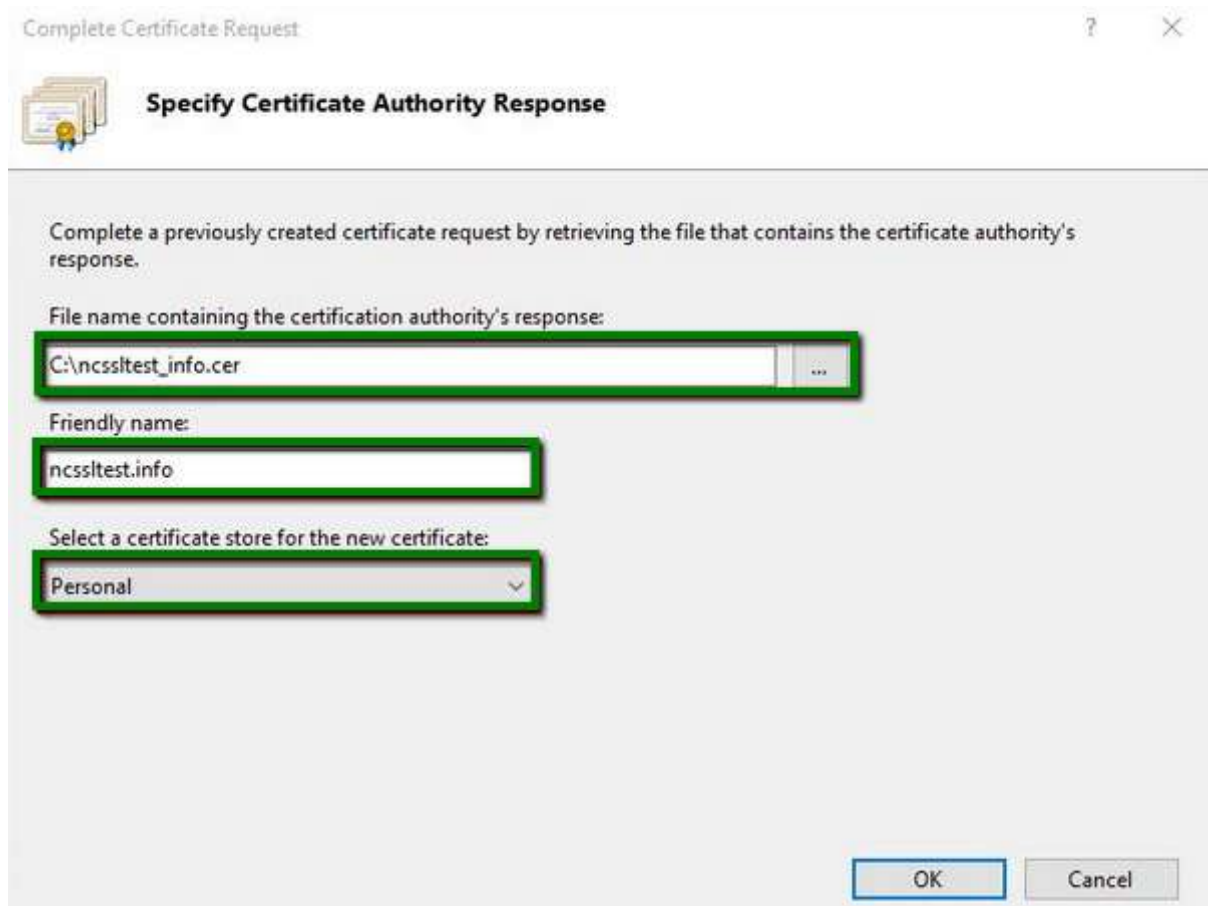 Complete Certificate Request
?
Specify Certificate Authority Response
Complete a previously created certificate request by retrieving the file that contains the certificate authority's
response.
File name containing the certification authority's response:
C:\ncssltest_info.cer
...
Friendly name:
ncssltest.info
Select a certificate store for the new certificate:
Personal
OK
Cancel